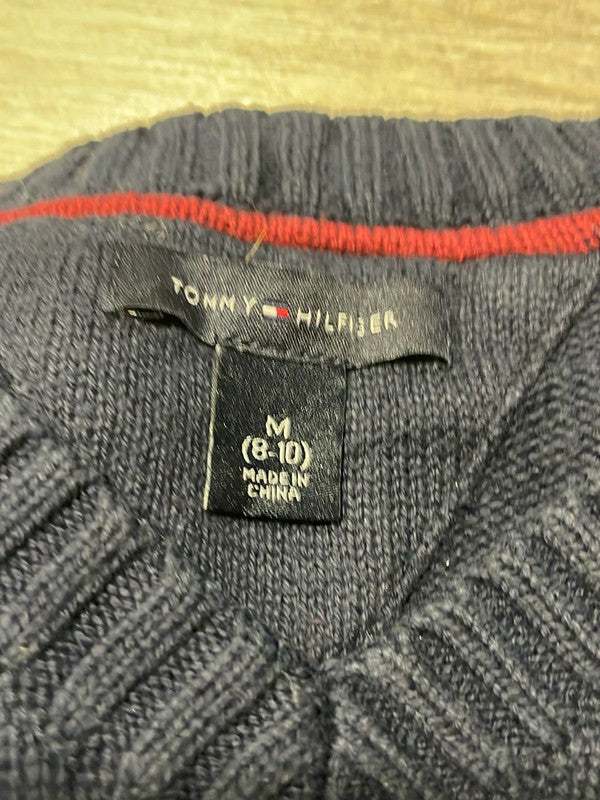 TOMMY HILFIGER
M
(8-10)
MADE IN
CHINA